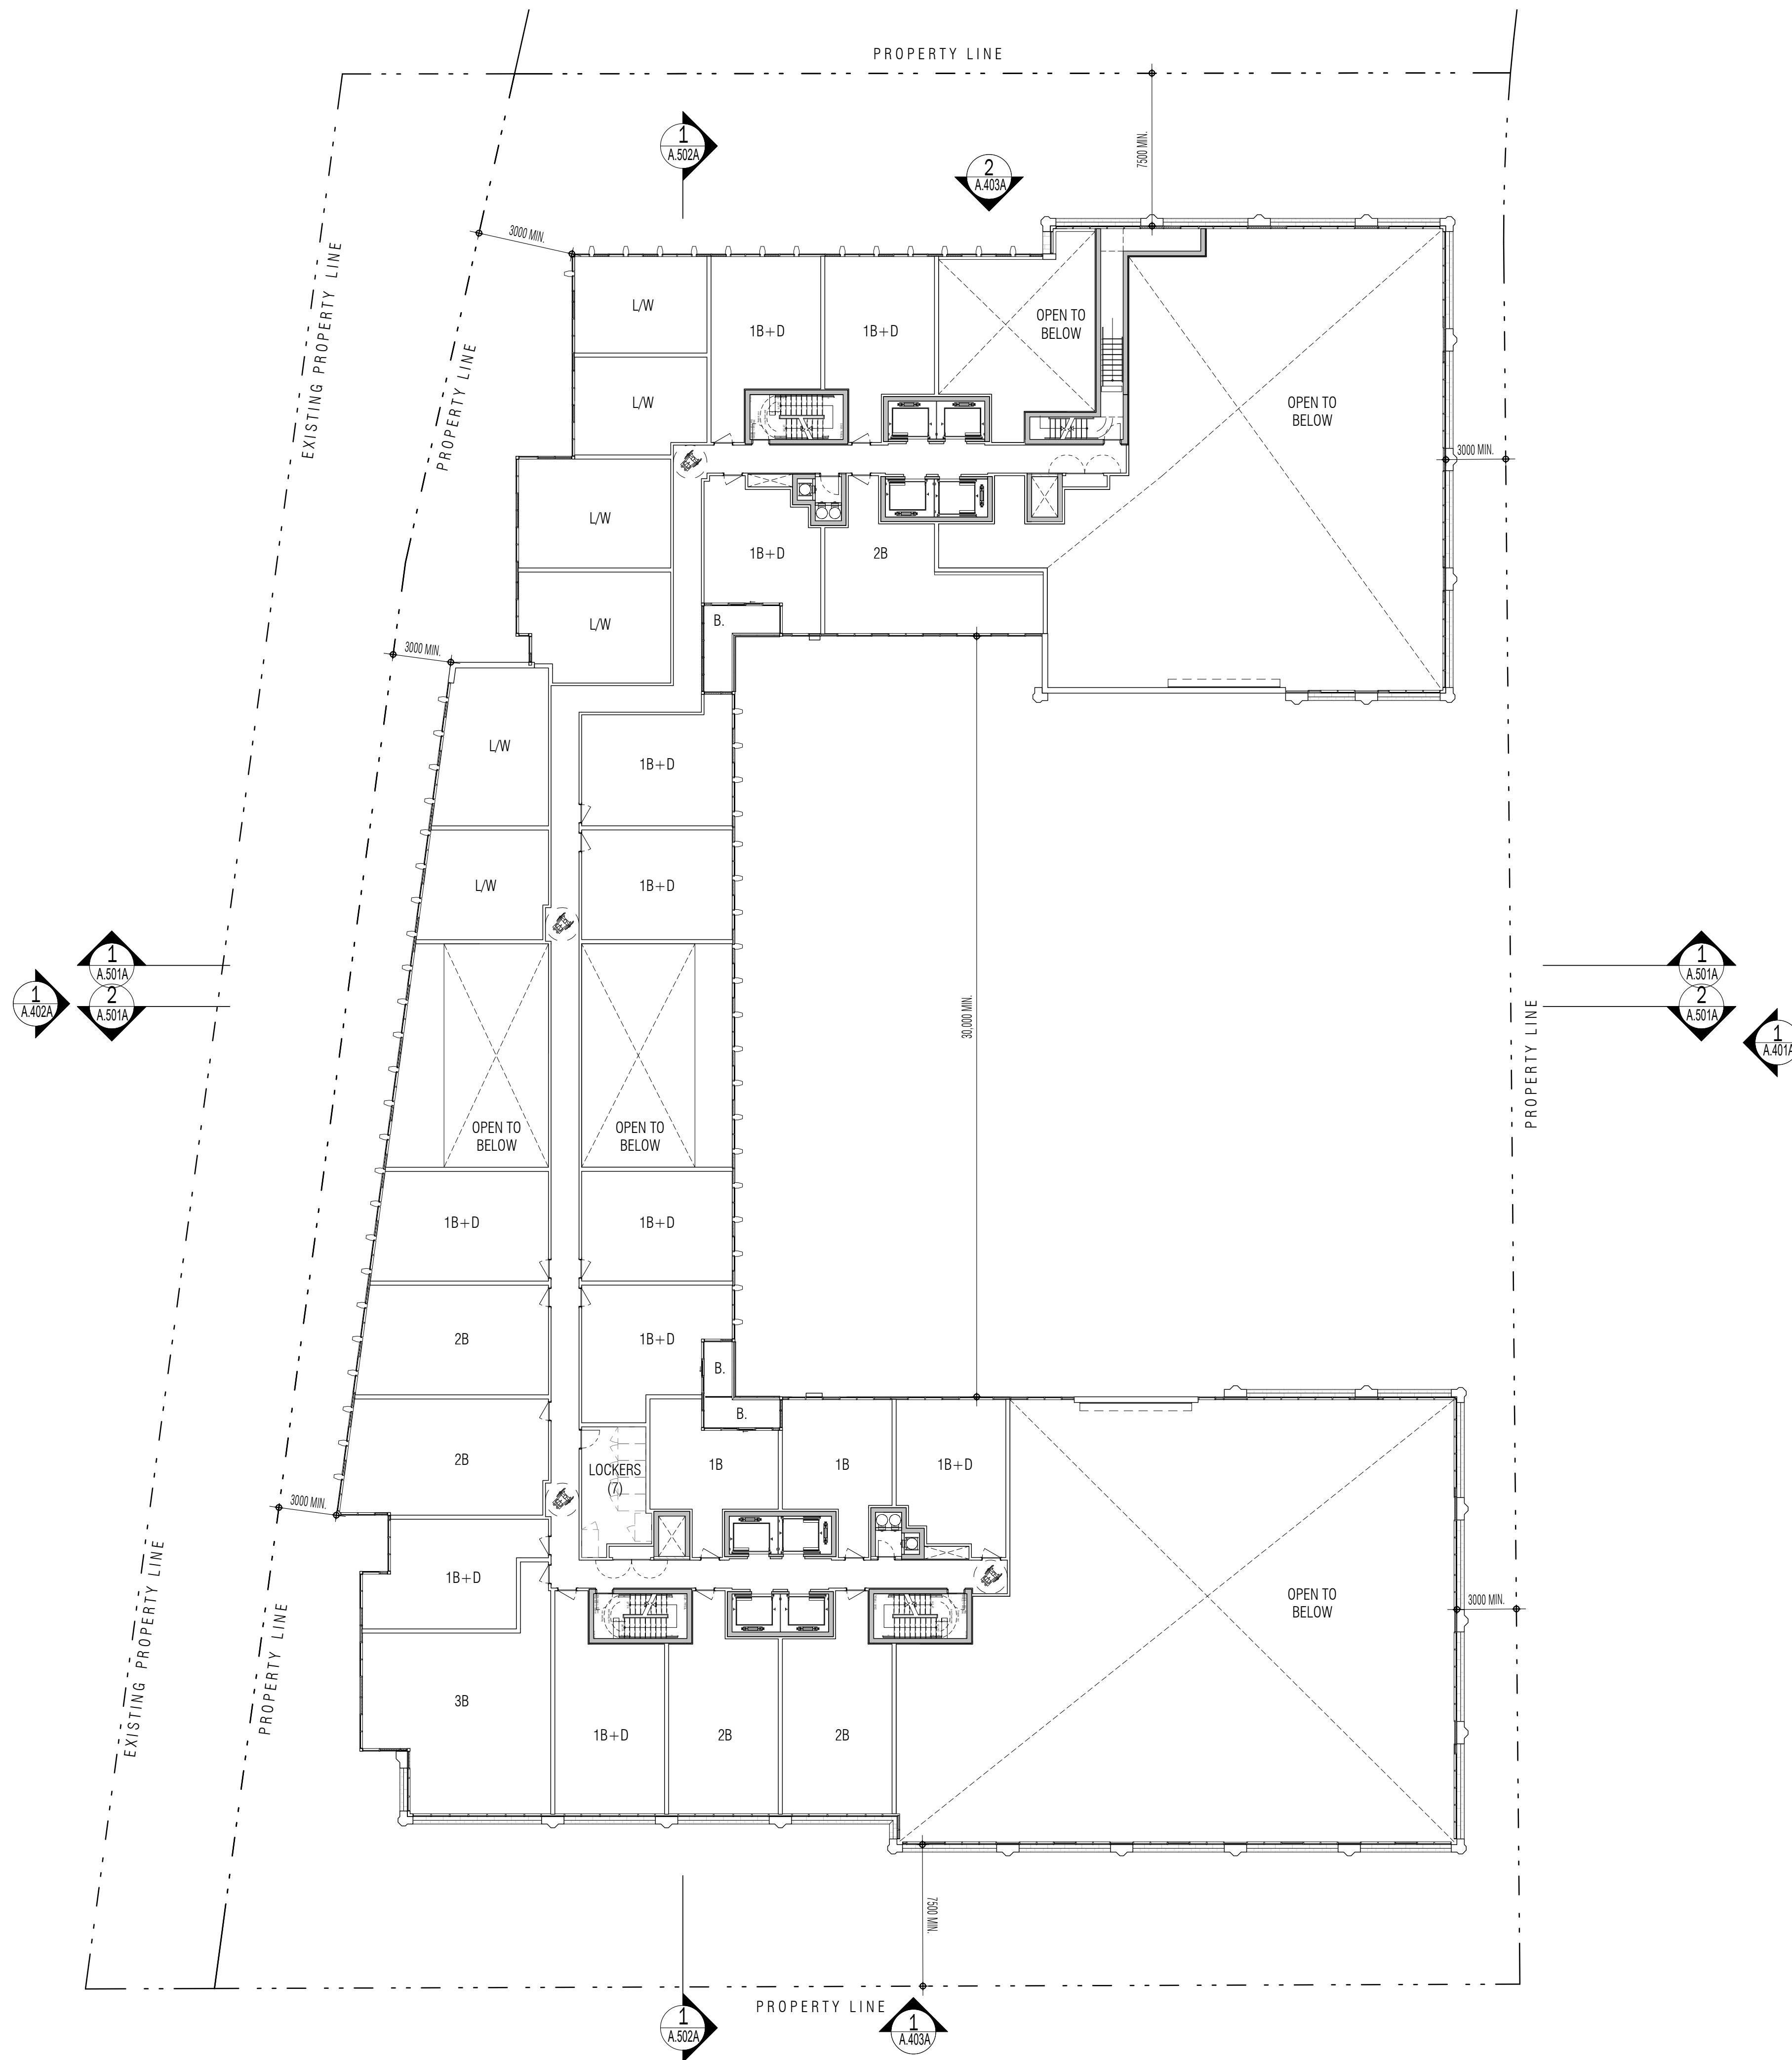 PROPERTY LINE
1
A.502A
2
A.403A
7500 MIN.
3000 MIN.
EXISTING PROPERTY LINE
PROPERTY LINE
L/W
1B+D
1B+D
OPEN TO
BELOW
L/W
OPEN TO
BELOW
3000 MIN.
L/W
1B+D
2B
L/W
B.
3000 MIN.
L/W
1B+D
L/W
1B+D
1
A.501A
2
A.501A
1
A.402A
30,000 MIN.
1
A.501A
2
A.501A
1
A.401A
PROPERTY LINE
OPEN TO
BELOW
OPEN TO
BELOW
1B+D
1B+D
2B
1B+D
B.
B.
2B
LOCKERS
(7)
1B
1B
1B+D
3000 MIN.
1B+D
OPEN TO
BELOW
3000 MIN.
EXISTING PROPERTY LINE
PROPERTY LINE
3B
1B+D
2B
2B
7500 MIN.
PROPERTY LINE
1
A.502A
1
A.403A